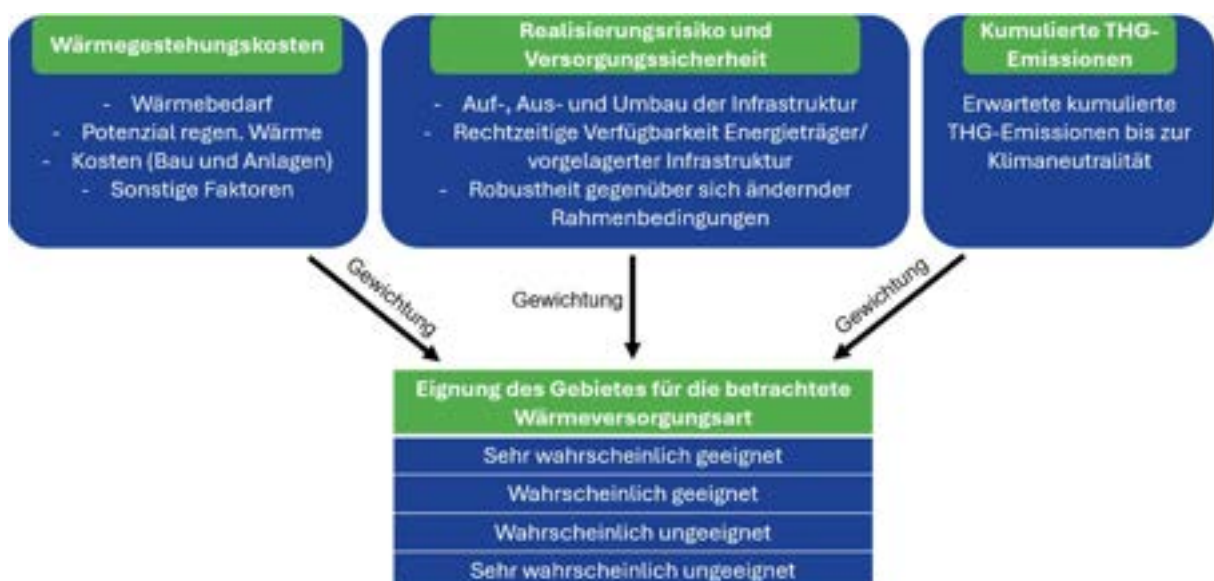 Wärmegestehungskosten
- Wärmebedarf
- Potenzial regen. Wärme
- Kosten (Bau und Anlagen)
- Sonstige Faktoren
Realisierungsrisiko und
Versorgungssicherheit
- Auf-, Aus- und Umbau der Infrastruktur
- Rechtzeitige Verfügbarkeit Energieträger/
vorgelagerter Infrastruktur
- Robustheit gegenüber sich ändernder
Rahmenbedingungen
Kumulierte THG-
Emissionen
Erwartete kumulierte
THG-Emissionen bis zur
Klimaneutralität
Gewichtung
Gewichtung
Gewichtung
Eignung des Gebietes für die betrachtete
Wärmeversorgungsart
Sehr wahrscheinlich geeignet
Wahrscheinlich geeignet
Wahrscheinlich ungeeignet
Sehr wahrscheinlich ungeeignet